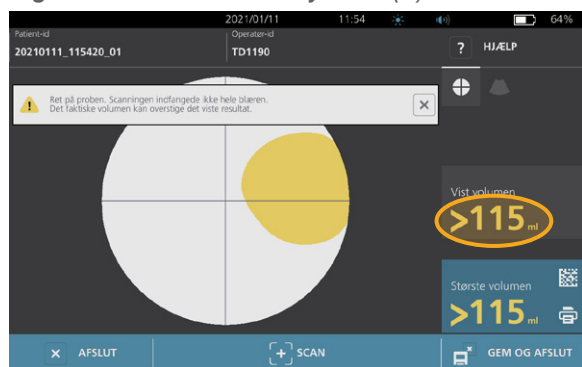 2021/01/11 11:54 64%
Patient-id
20210111_115420_01
Operatør-id
TD1190
? HJÆLP
Ret på proben. Scanningen indfangede ikke hele blæren.
Det faktiske volumen kan overstige det viste resultat.
Vist volumen
>115 ml
Største volumen
>115 ml
AFSLUT
SCAN
GEM OG AFSLUT